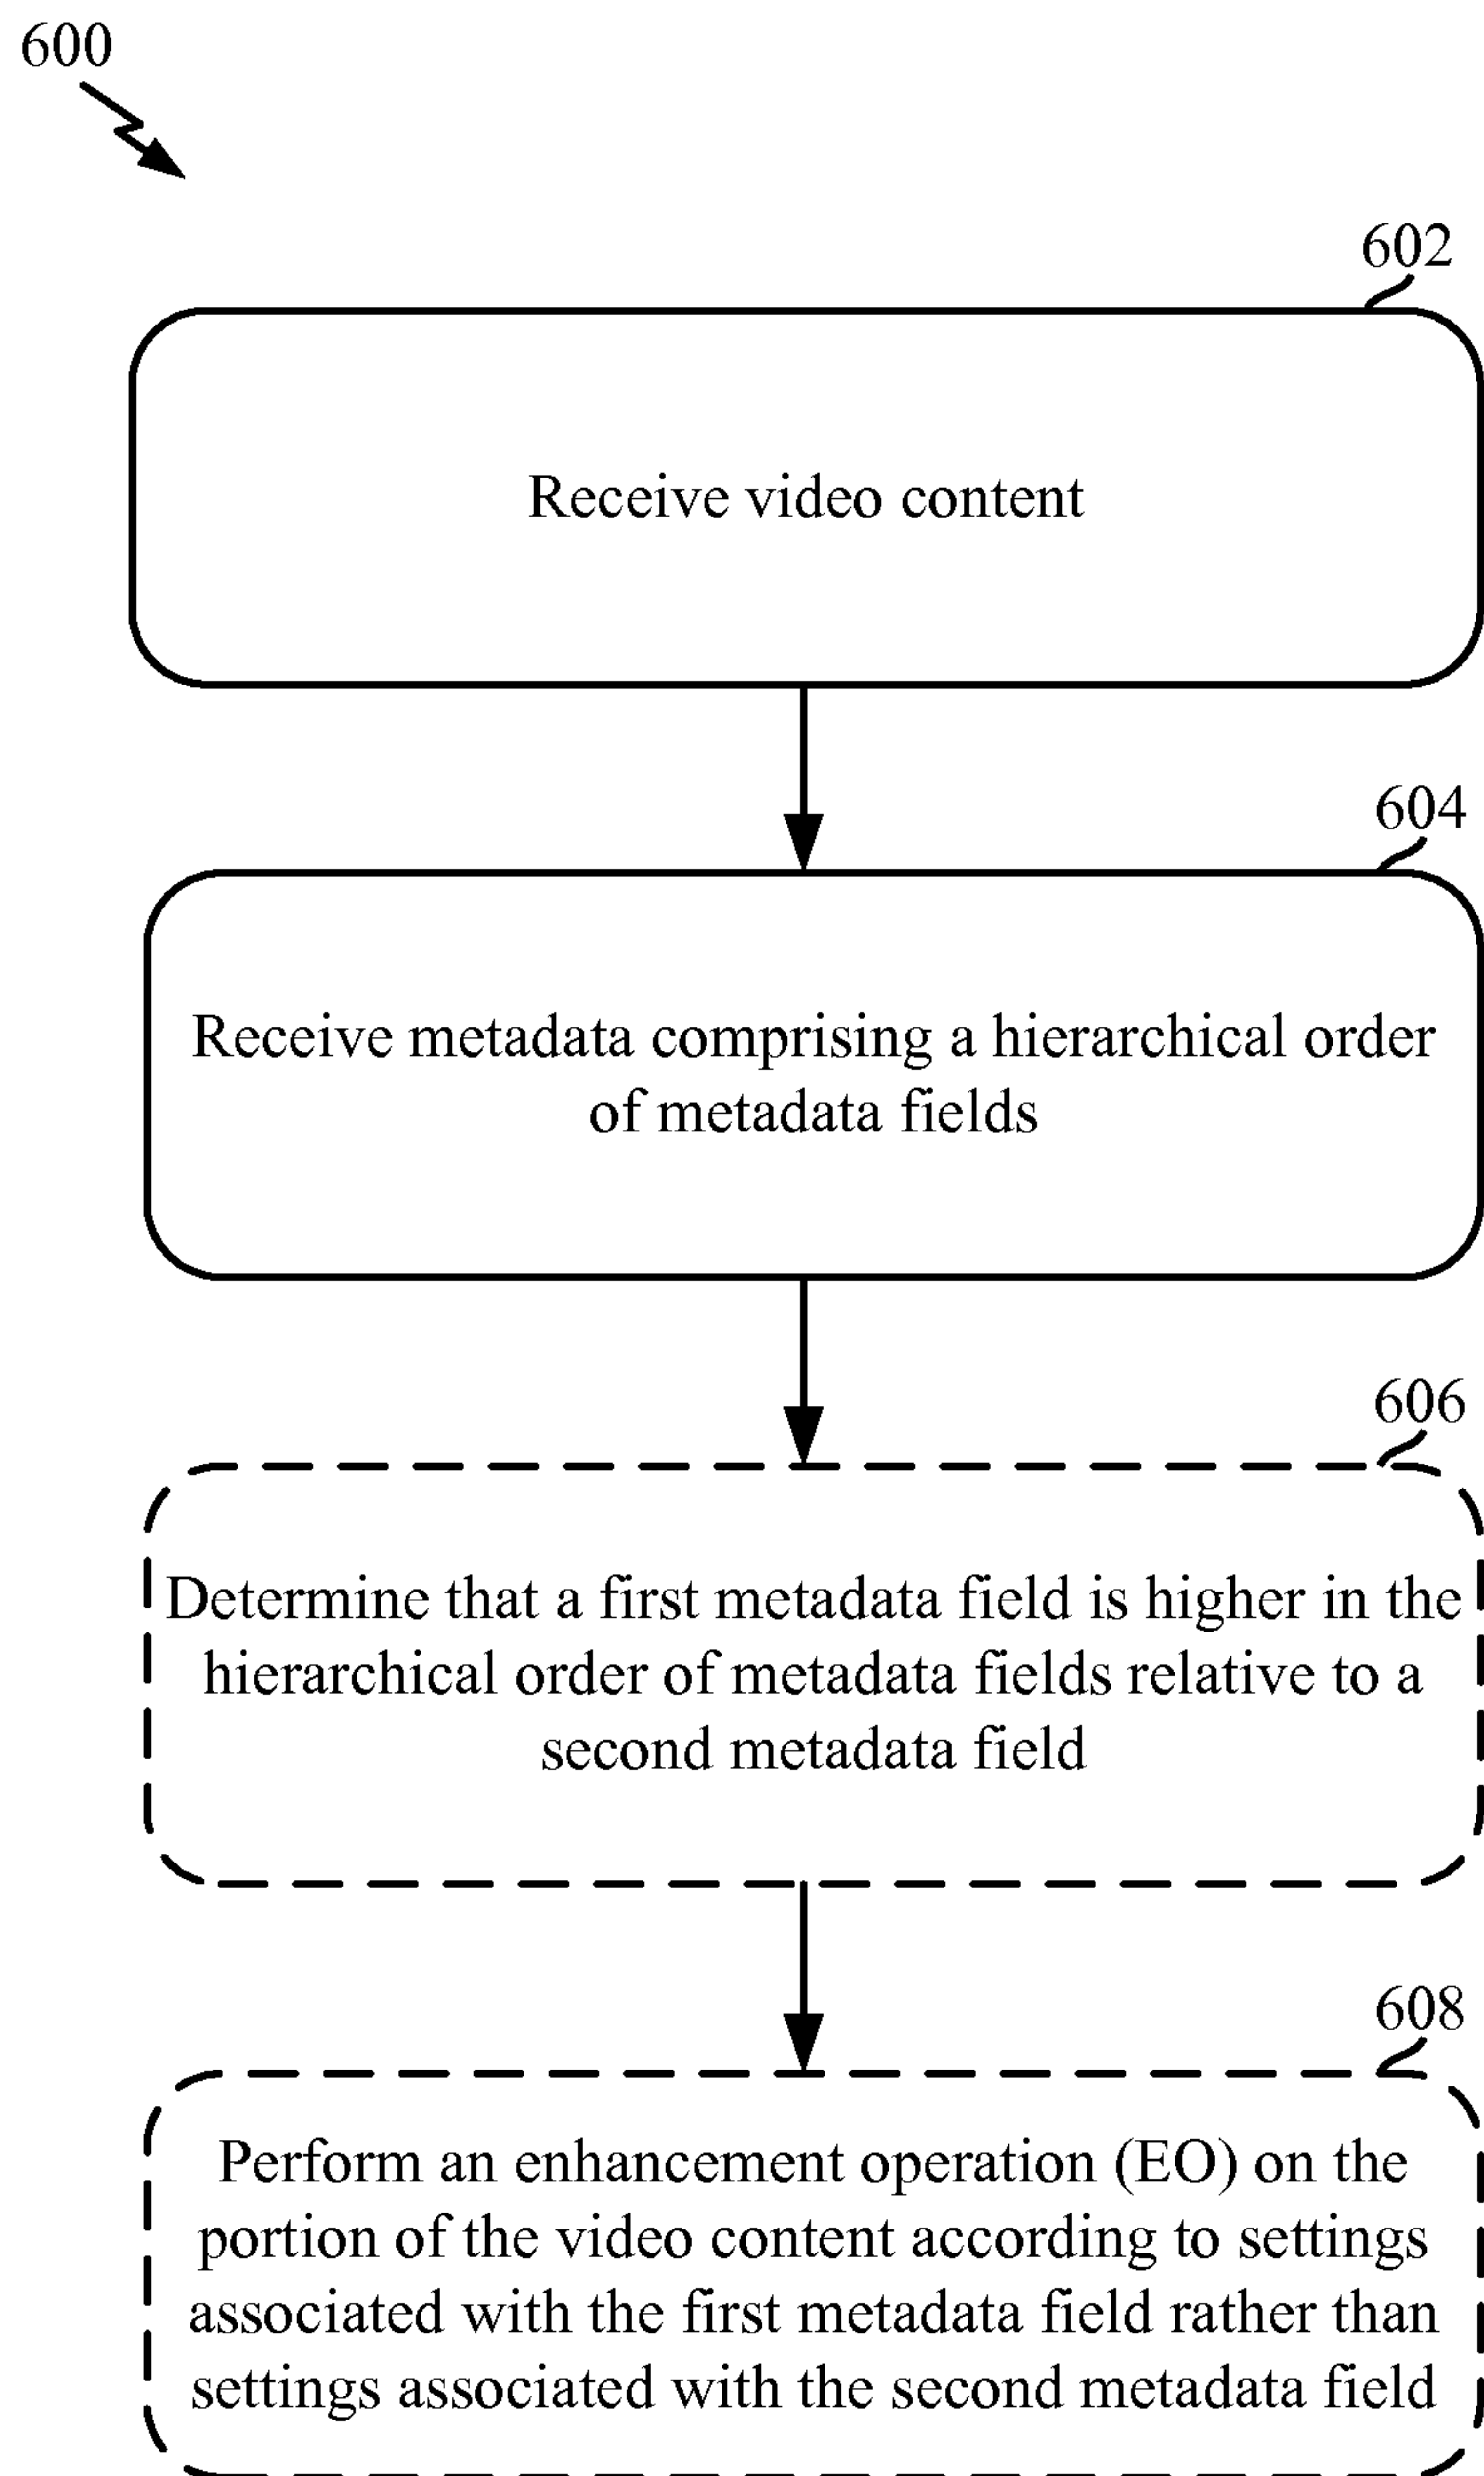 600
602
Receive video content
604
Receive metadata comprising a hierarchical order
of metadata fields
606
Determine that a first metadata field is higher in the
hierarchical order of metadata fields relative to a
second metadata field
608
Perform an enhancement operation (EO) on the
portion of the video content according to settings
associated with the first metadata field rather than
settings associated with the second metadata field